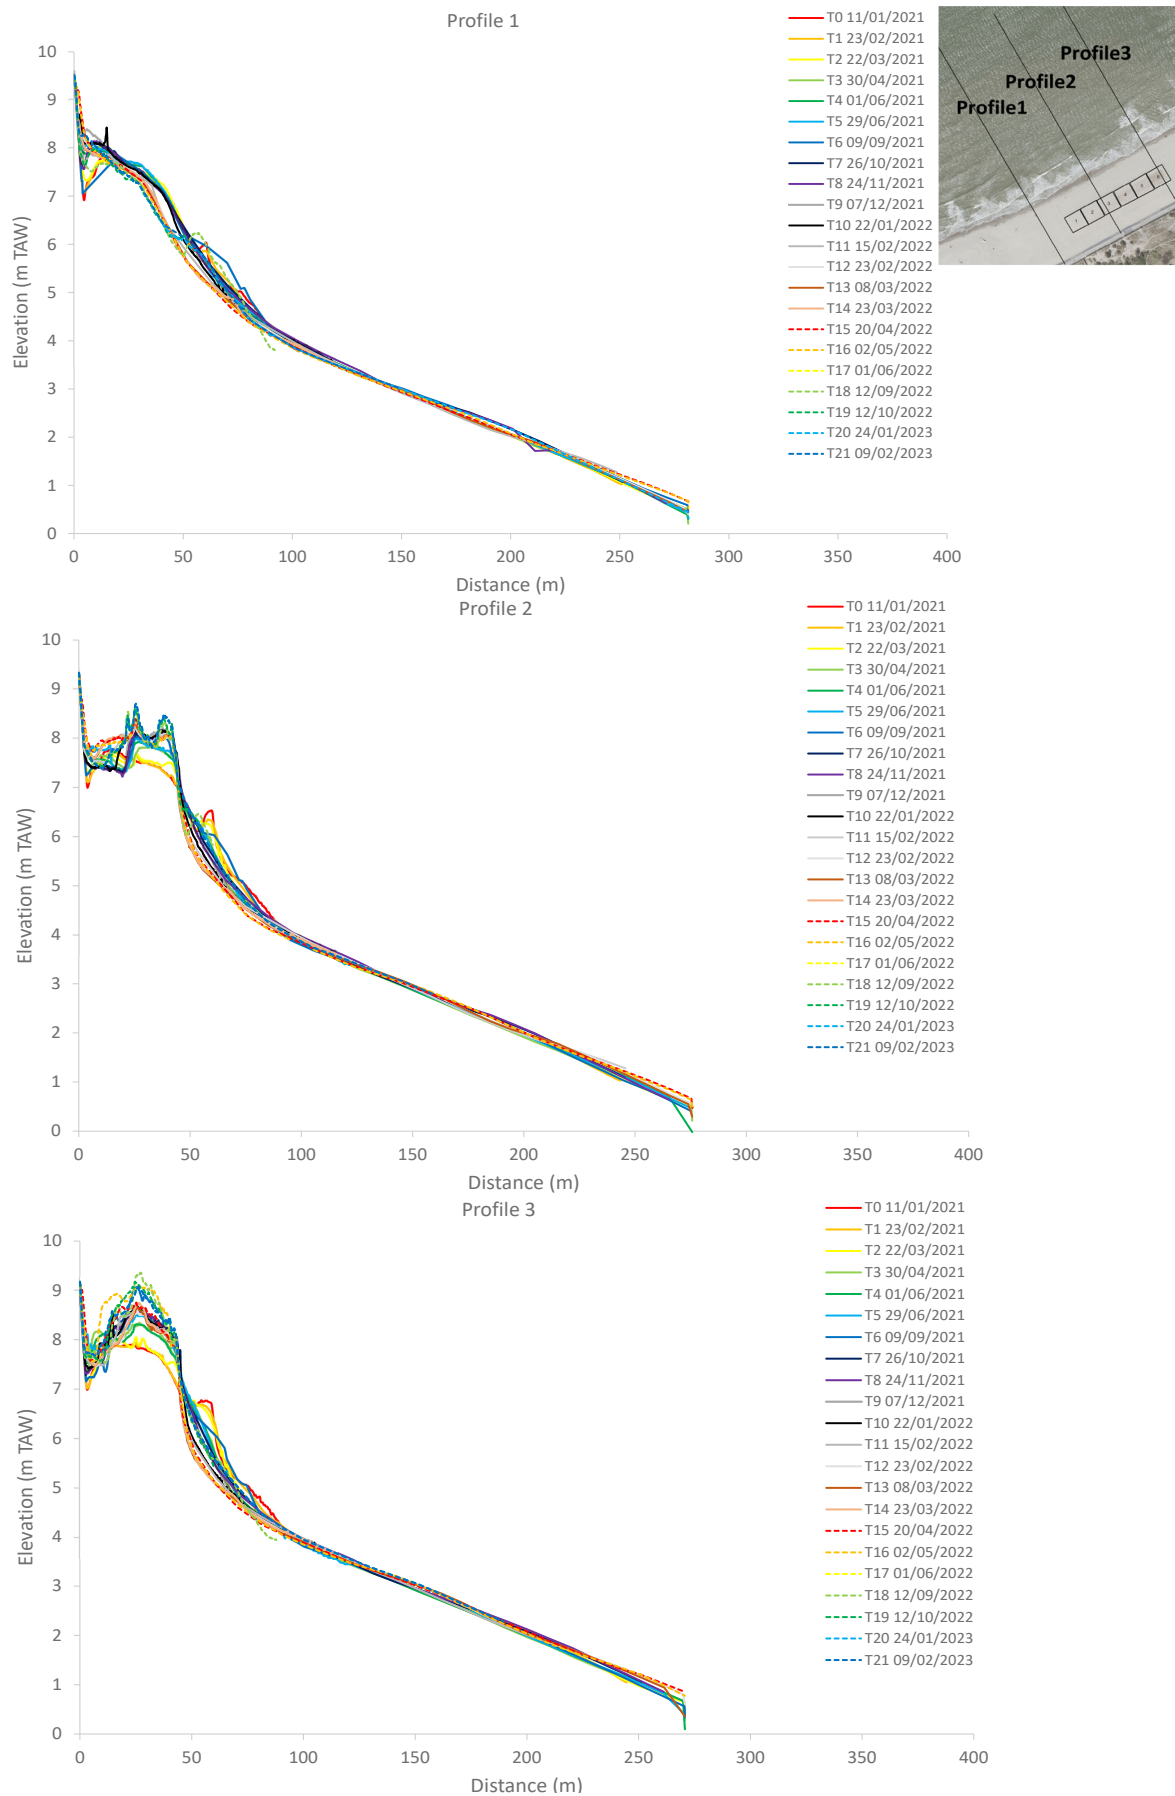 Profile 1
10
9
8
7
6
5
4
3
2
1
0
Elevation (m TAW)
0 50 100 150 200 250 300 350 400
Distance (m)
T0 11/01/2021
T1 23/02/2021
T2 22/03/2021
T3 30/04/2021
T4 01/06/2021
T5 29/06/2021
T6 09/09/2021
T7 26/10/2021
T8 24/11/2021
T9 07/12/2021
T10 22/01/2022
T11 15/02/2022
T12 23/02/2022
T13 08/03/2022
T14 23/03/2022
T15 20/04/2022
T16 02/05/2022
T17 01/06/2022
T18 12/09/2022
T19 12/10/2022
T20 24/01/2023
T21 09/02/2023
Profile3
Profile2
Profile1
Profile 2
10
9
8
7
6
5
4
3
2
1
0
Elevation (m TAW)
0 50 100 150 200 250 300 350 400
Distance (m)
T0 11/01/2021
T1 23/02/2021
T2 22/03/2021
T3 30/04/2021
T4 01/06/2021
T5 29/06/2021
T6 09/09/2021
T7 26/10/2021
T8 24/11/2021
T9 07/12/2021
T10 22/01/2022
T11 15/02/2022
T12 23/02/2022
T13 08/03/2022
T14 23/03/2022
T15 20/04/2022
T16 02/05/2022
T17 01/06/2022
T18 12/09/2022
T19 12/10/2022
T20 24/01/2023
T21 09/02/2023
Profile 3
10
9
8
7
6
5
4
3
2
1
0
Elevation (m TAW)
0 50 100 150 200 250 300 350 400
Distance (m)
T0 11/01/2021
T1 23/02/2021
T2 22/03/2021
T3 30/04/2021
T4 01/06/2021
T5 29/06/2021
T6 09/09/2021
T7 26/10/2021
T8 24/11/2021
T9 07/12/2021
T10 22/01/2022
T11 15/02/2022
T12 23/02/2022
T13 08/03/2022
T14 23/03/2022
T15 20/04/2022
T16 02/05/2022
T17 01/06/2022
T18 12/09/2022
T19 12/10/2022
T20 24/01/2023
T21 09/02/2023